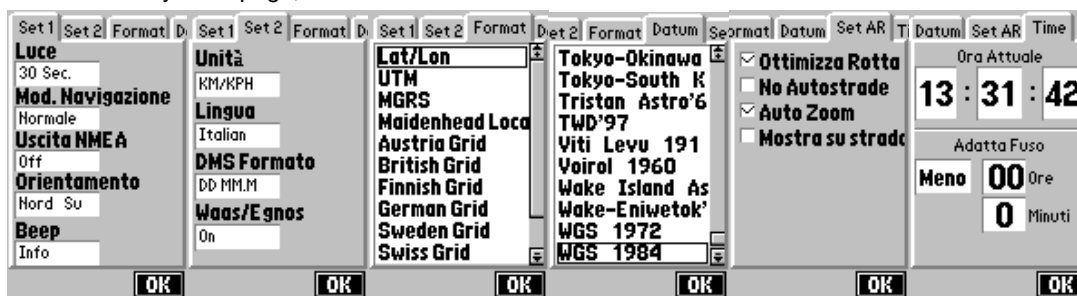 Set 1 Set 2 Format D
Luce
30 Sec.
Mod. Navigazione
Normale
Uscita NMEA
Off
Orientamento
Nord Su
Beep
Info
OK
Set 1 Set 2 Format D
Unità
KM/KPH
Lingua
Italian
DMS Formato
DD MM.M
Waas/Egnos
On
OK
Set 1 Set 2 Format D
Lat/Lon
UTM
MGRS
Maidenhead Loca
Austria Grid
British Grid
Finnish Grid
German Grid
Sweden Grid
Swiss Grid
OK
et 2 Format Datum Se
Tokyo-Okinawa
Tokyo-South K
Tristan Astro'6
TWD'97
Viti Levu 191
Voirol 1960
Wake Island As
Wake-Eniwetok'
WGS 1972
WGS 1984
OK
ormat Datum Set AR Ti
Ottimizza Rotta
No Autostrade
Auto Zoom
Mostra su strade
OK
Datum Set AR Time
Ora Attuale
13 : 31 : 42
Adatta Fuso
Meno 00 Ore
0 Minuti
OK